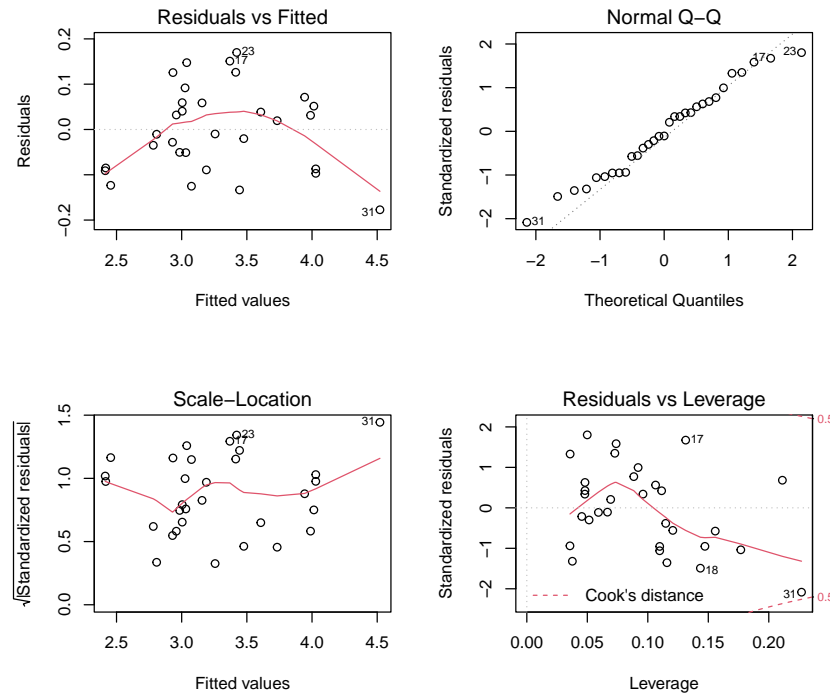 Residuals vs Fitted
Residuals
0.2
0.1
0.0
−0.2
2.5 3.0 3.5 4.0 4.5
Fitted values
23
17
31
Normal Q−Q
Standardized residuals
2
1
0
−1
−2
−2 −1 0 1 2
Theoretical Quantiles
17
23
31
Scale−Location
√|Standardized residuals|
1.5
1.0
0.5
0.0
2.5 3.0 3.5 4.0 4.5
Fitted values
31
23
17
Residuals vs Leverage
Standardized residuals
2
1
0
−1
−2
0.00 0.05 0.10 0.15 0.20
Leverage
17
18
31
Cook's distance
0.5
0.5